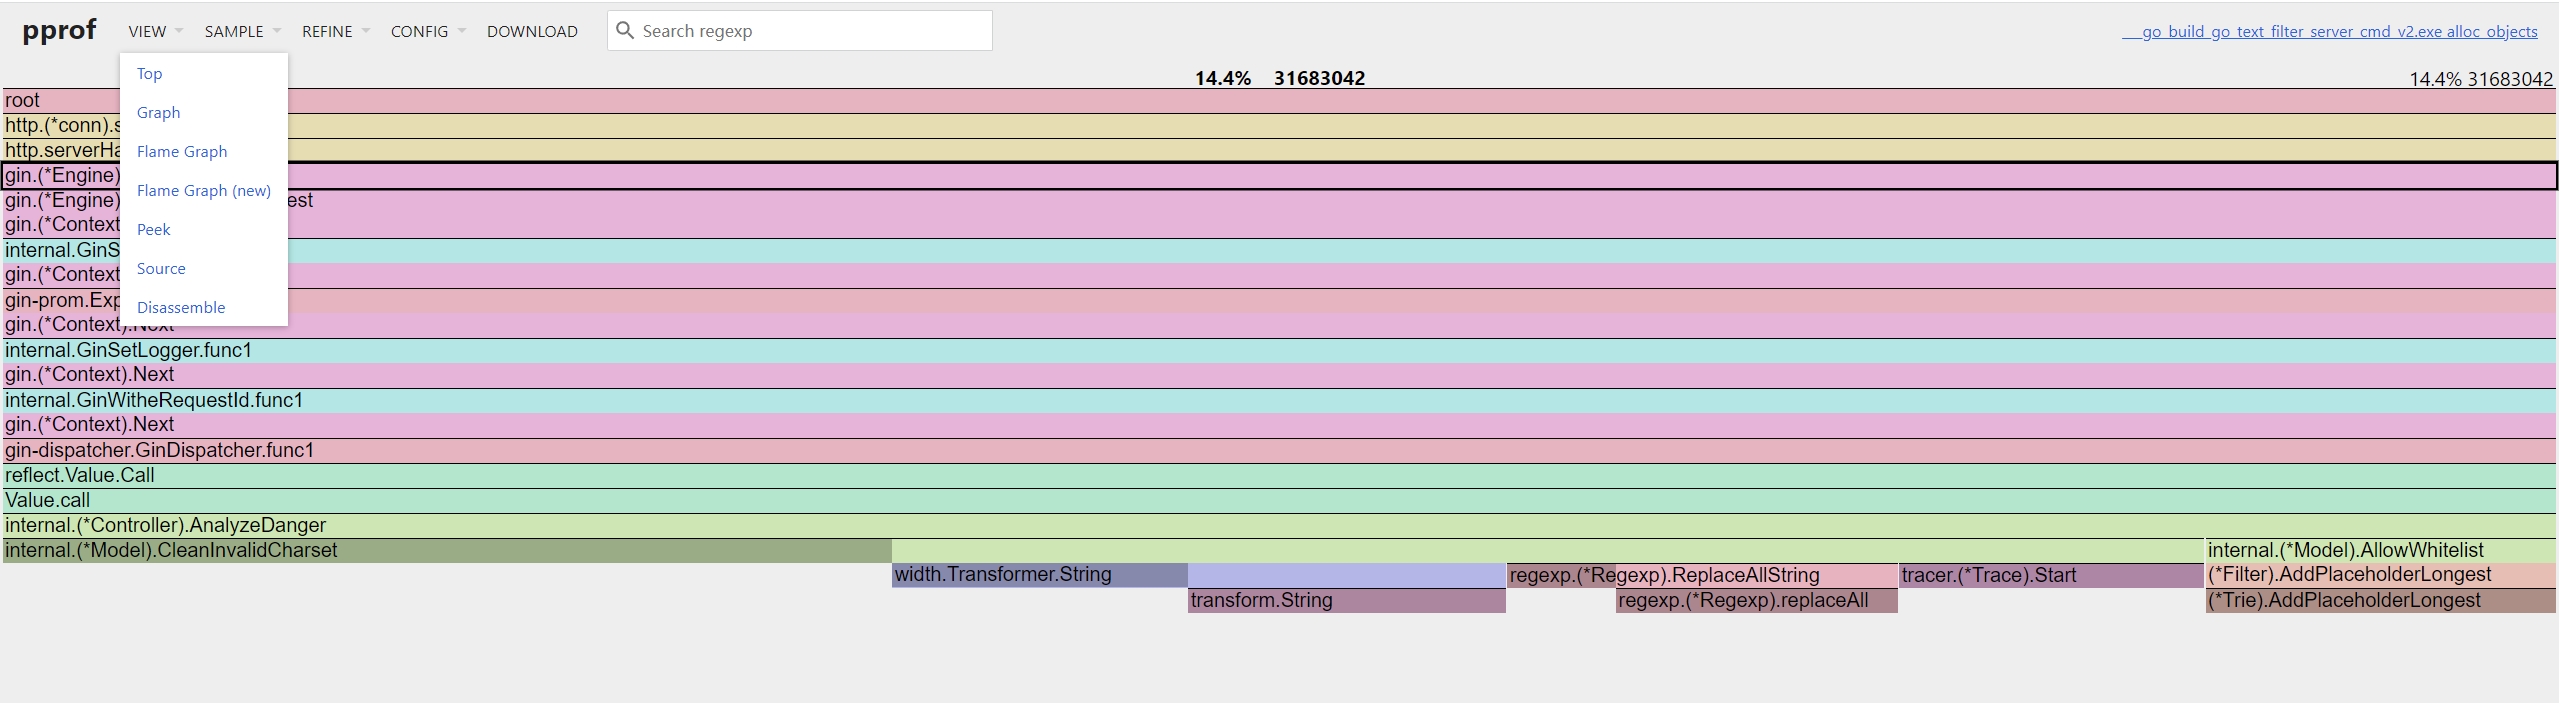 pprof VIEW SAMPLE REFINE CONFIG DOWNLOAD Search regexp __go_build_go_text_filter_server_cmd_v2.exe alloc_objects
Top
Graph
Flame Graph
Flame Graph (new)
Peek
Source
Disassemble
14.4% 31683042 14.4% 31683042
root
http.(*conn).s
http.serverHa
gin.(*Engine)
gin.(*Engine) est
gin.(*Context
internal.GinS
gin.(*Context
gin-prom.Exp
gin.(*Context).Next
internal.GinSetLogger.func1
gin.(*Context).Next
internal.GinWitheRequestId.func1
gin.(*Context).Next
gin-dispatcher.GinDispatcher.func1
reflect.Value.Call
Value.call
internal.(*Controller).AnalyzeDanger
internal.(*Model).CleanInvalidCharset internal.(*Model).AllowWhitelist
width.Transformer.String regexp.(*Regexp).ReplaceAllString tracer.(*Trace).Start (*Filter).AddPlaceholderLongest
transform.String regexp.(*Regexp).replaceAll (*Trie).AddPlaceholderLongest